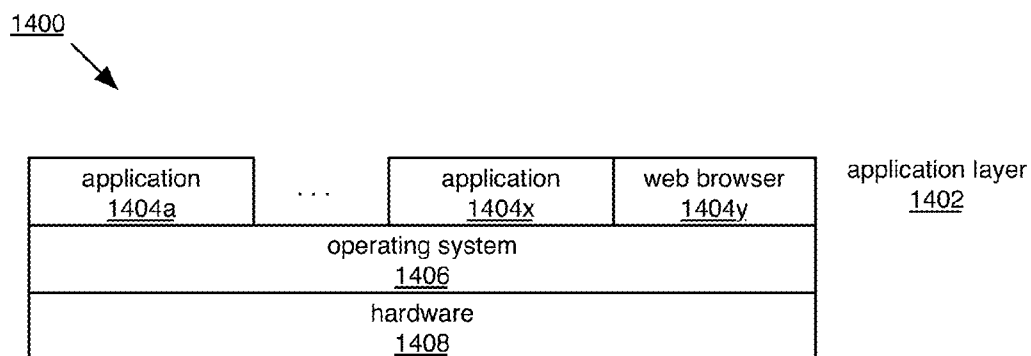 1400
application
1404a
. . .
application
1404x
web browser
1404y
application layer
1402
operating system
1406
hardware
1408